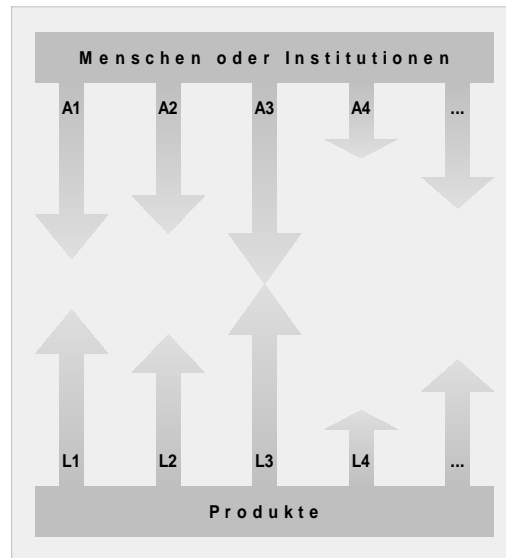 Menschen oder Institutionen
A1 A2 A3 A4 ...
L1 L2 L3 L4 ...
Produkte